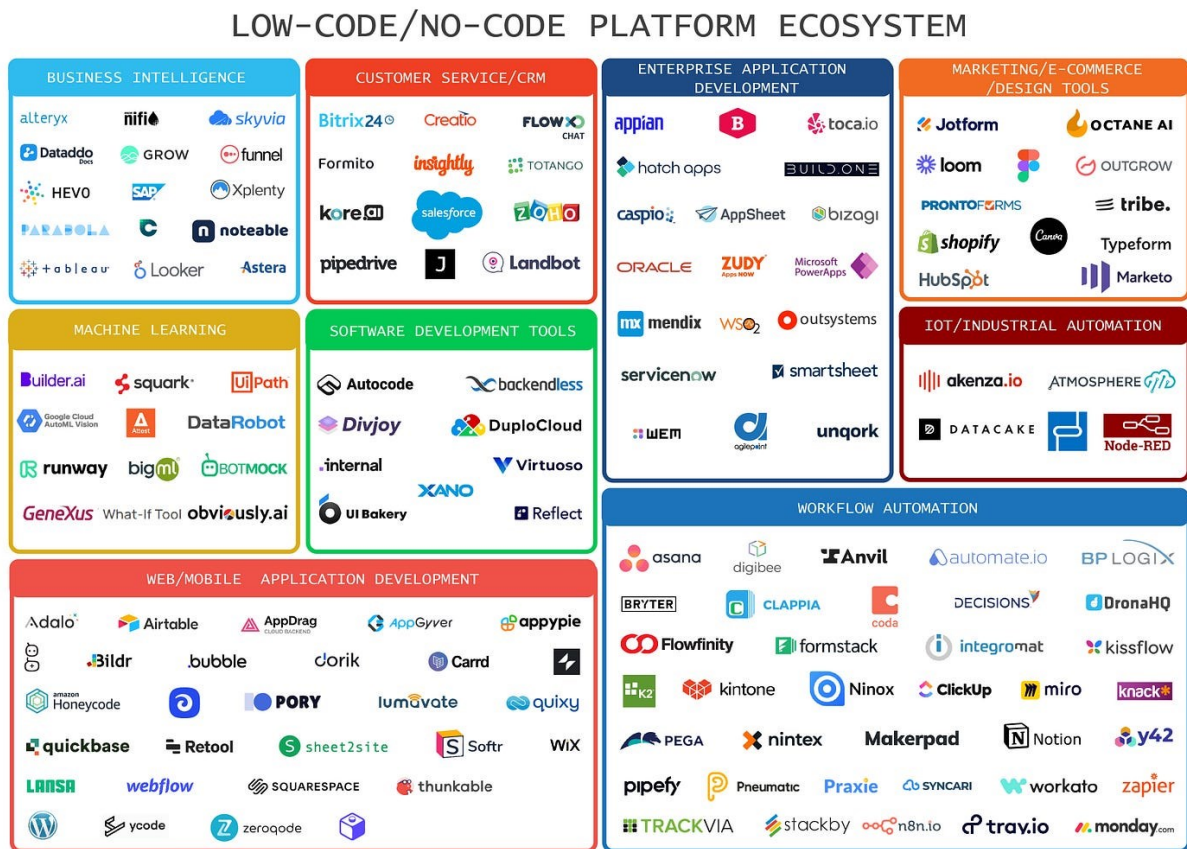 LOW-CODE/NO-CODE PLATFORM ECOSYSTEM
BUSINESS INTELLIGENCE
alteryx nifi skyvia
Dataddo Docs GROW funnel
HEVO SAP Xplenty
PARABOLA noteable
+ableau Looker Astera
CUSTOMER SERVICE/CRM
Bitrix24 Creatio FLOW XO CHAT
Formito insightly TOTANGO
kore.ai salesforce ZOHO
pipedrive J Landbot
ENTERPRISE APPLICATION
DEVELOPMENT
appian B toca.io
hatch apps BUILD.ONE
caspio AppSheet bizagi
ORACLE ZUDY Apps NOW Microsoft PowerApps
mx mendix WSO2 outsystems
servicenow smartsheet
WEM agilepoint unqork
MARKETING/E-COMMERCE
/DESIGN TOOLS
Jotform OCTANE AI
loom OUTGROW
PRONTOFORMS tribe.
shopify Canva Typeform
HubSpot Marketo
MACHINE LEARNING
Builder.ai squark UiPath
Google Cloud AutoML Vision DataRobot
runway bigml BOTMOCK
GeneXus What-If Tool obviously.ai
SOFTWARE DEVELOPMENT TOOLS
Autocode backendless
Divjoy DuploCloud
.internal Virtuoso
XANO
UI Bakery Reflect
IOT/INDUSTRIAL AUTOMATION
akenza.io ATMOSPHERE
DATACAKE Node-RED
WEB/MOBILE APPLICATION DEVELOPMENT
Adalo Airtable AppDrag CLOUD BACKEND AppGyver appypie
Bildr .bubble dorik Carrd
amazon Honeycode PORY lumavate quixy
quickbase Retool S sheet2site S Softr WiX
LANSA webflow SQUARESPACE thunkable
W ycode Z zeroqode
WORKFLOW AUTOMATION
asana digibee Anvil automate.io BP LOGIX
BRYTER C CLAPPIA coda DECISIONS DronaHQ
Flowfinity formstack integromat kissflow
K2 kintone Ninox ClickUp miro knack*
PEGA nintex Makerpad Notion y42
pipefy Pneumatic Praxie SYNCARI workato zapier
TRACKVIA stackby n8n.io trav.io monday.com